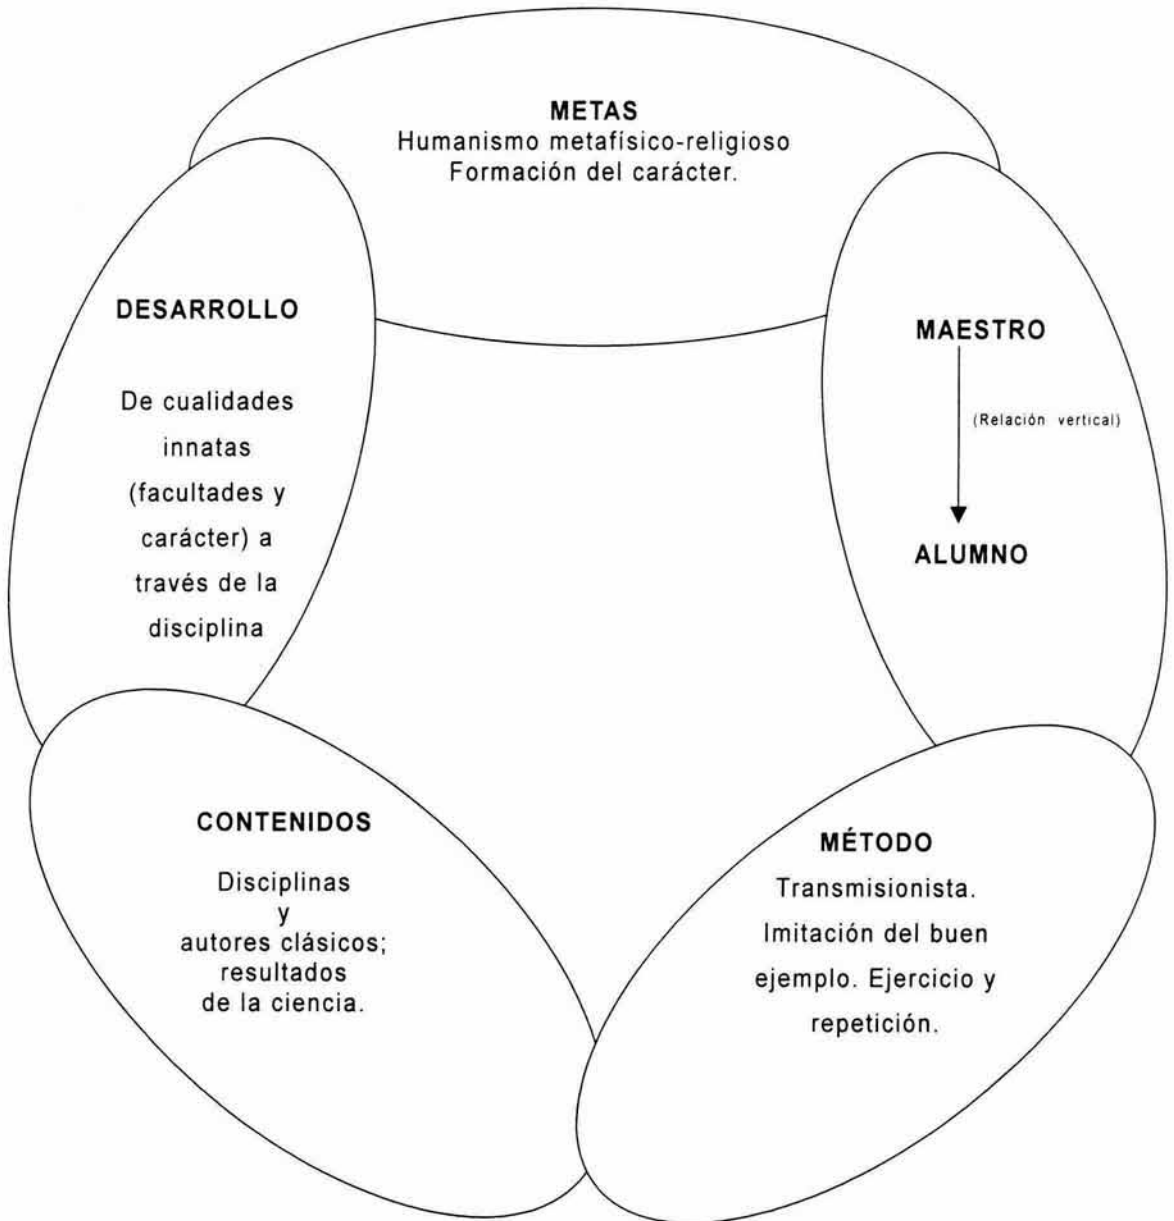 METAS
Humanismo metafísico-religioso
Formación del carácter.
DESARROLLO
De cualidades
innatas
(facultades y
carácter) a
través de la
disciplina
MAESTRO
(Relación vertical)
ALUMNO
CONTENIDOS
Disciplinas
y
autores clásicos;
resultados
de la ciencia.
MÉTODO
Transmisionista.
Imitación del buen
ejemplo. Ejercicio y
repetición.